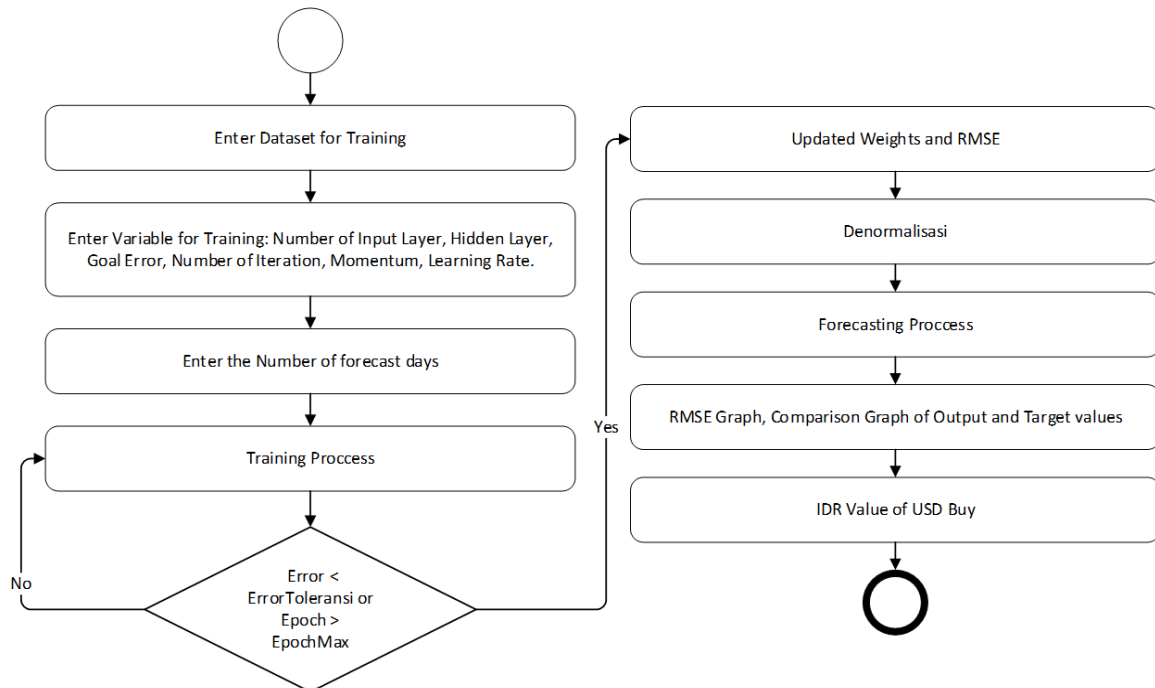 Enter Dataset for Training
Enter Variable for Training: Number of Input Layer, Hidden Layer,
Goal Error, Number of Iteration, Momentum, Learning Rate.
Enter the Number of forecast days
Training Proccess
No
Error <
ErrorToleransi or
Epoch >
EpochMax
Yes
Updated Weights and RMSE
Denormalisasi
Forecasting Proccess
RMSE Graph, Comparison Graph of Output and Target values
IDR Value of USD Buy